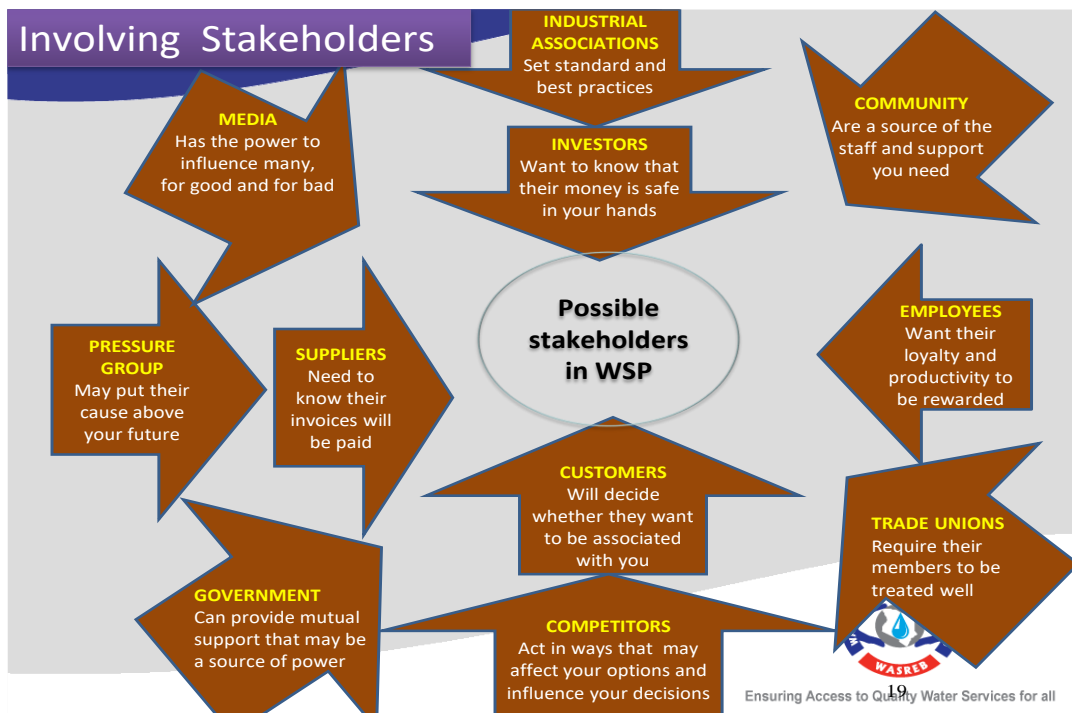 Involving Stakeholders
INDUSTRIAL
ASSOCIATIONS
Set standard and
best practices
MEDIA
Has the power to
influence many,
for good and for bad
INVESTORS
Want to know that
their money is safe
in your hands
COMMUNITY
Are a source of the
staff and support
you need
PRESSURE
GROUP
May put their
cause above
your future
SUPPLIERS
Need to
know their
invoices will
be paid
Possible
stakeholders
in WSP
EMPLOYEES
Want their
loyalty and
productivity to
be rewarded
CUSTOMERS
Will decide
whether they want
to be associated
with you
TRADE UNIONS
Require their
members to be
treated well
GOVERNMENT
Can provide mutual
support that may be
a source of power
COMPETITORS
Act in ways that may
affect your options and
influence your decisions
WASREB
19
Ensuring Access to Quality Water Services for all